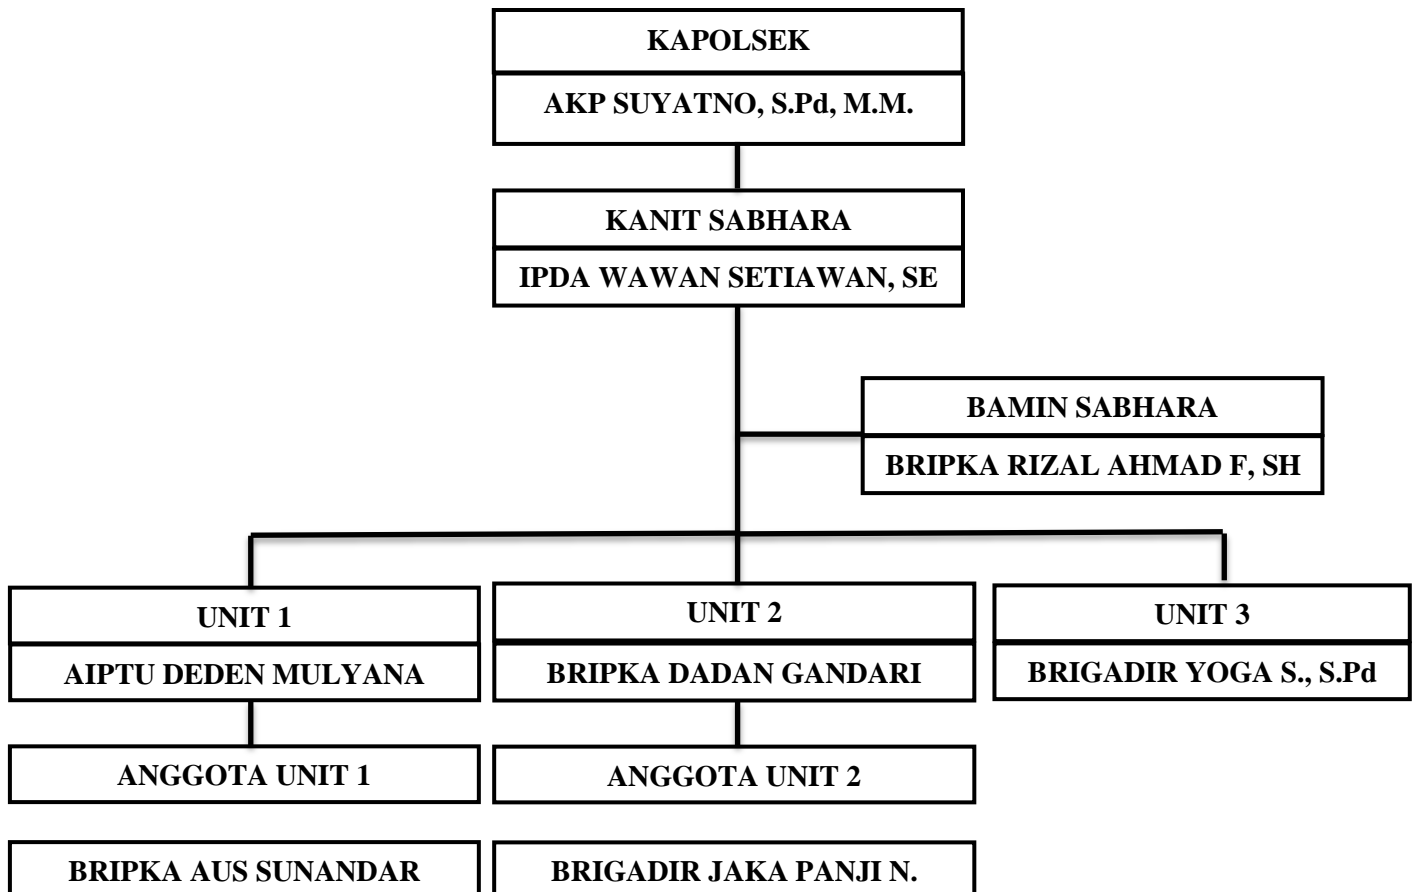 KAPOLSEK
AKP SUYATNO, S.Pd, M.M.
KANIT SABHARA
IPDA WAWAN SETIAWAN, SE
BAMIN SABHARA
BRIPKA RIZAL AHMAD F, SH
UNIT 1
AIPTU DEDEN MULYANA
UNIT 2
BRIPKA DADAN GANDARI
UNIT 3
BRIGADIR YOGA S., S.Pd
ANGGOTA UNIT 1
ANGGOTA UNIT 2
BRIPKA AUS SUNANDAR
BRIGADIR JAKA PANJI N.